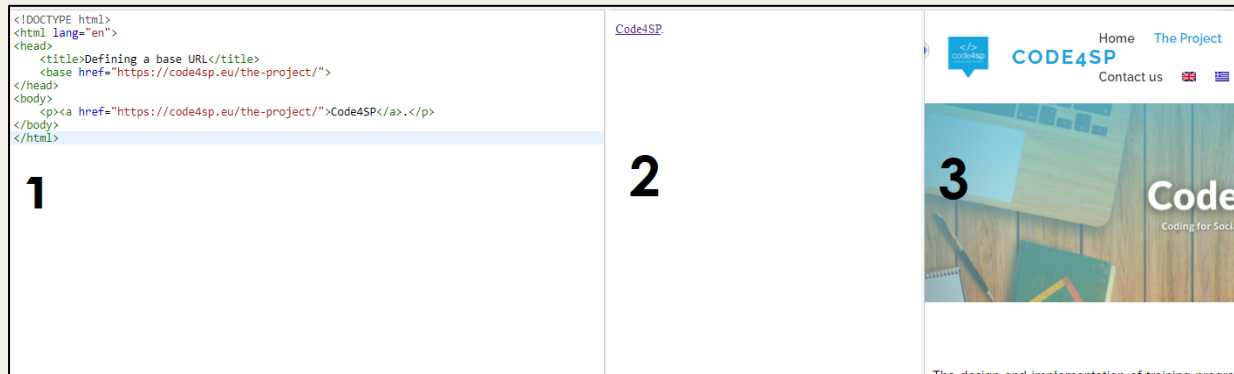 <!DOCTYPE html>
<html lang="en">
<head>
    <title>Defining a base URL</title>
    <base href="https://code4sp.eu/the-project/">
</head>
<body>
    <p><a href="https://code4sp.eu/the-project/">Code4SP</a>.</p>
</body>
</html>
1
Code4SP.
2
</>
code4sp
CODE4SP
Home The Project
Contact us
3
Code
Coding for Soci
The design and implementation of training progr